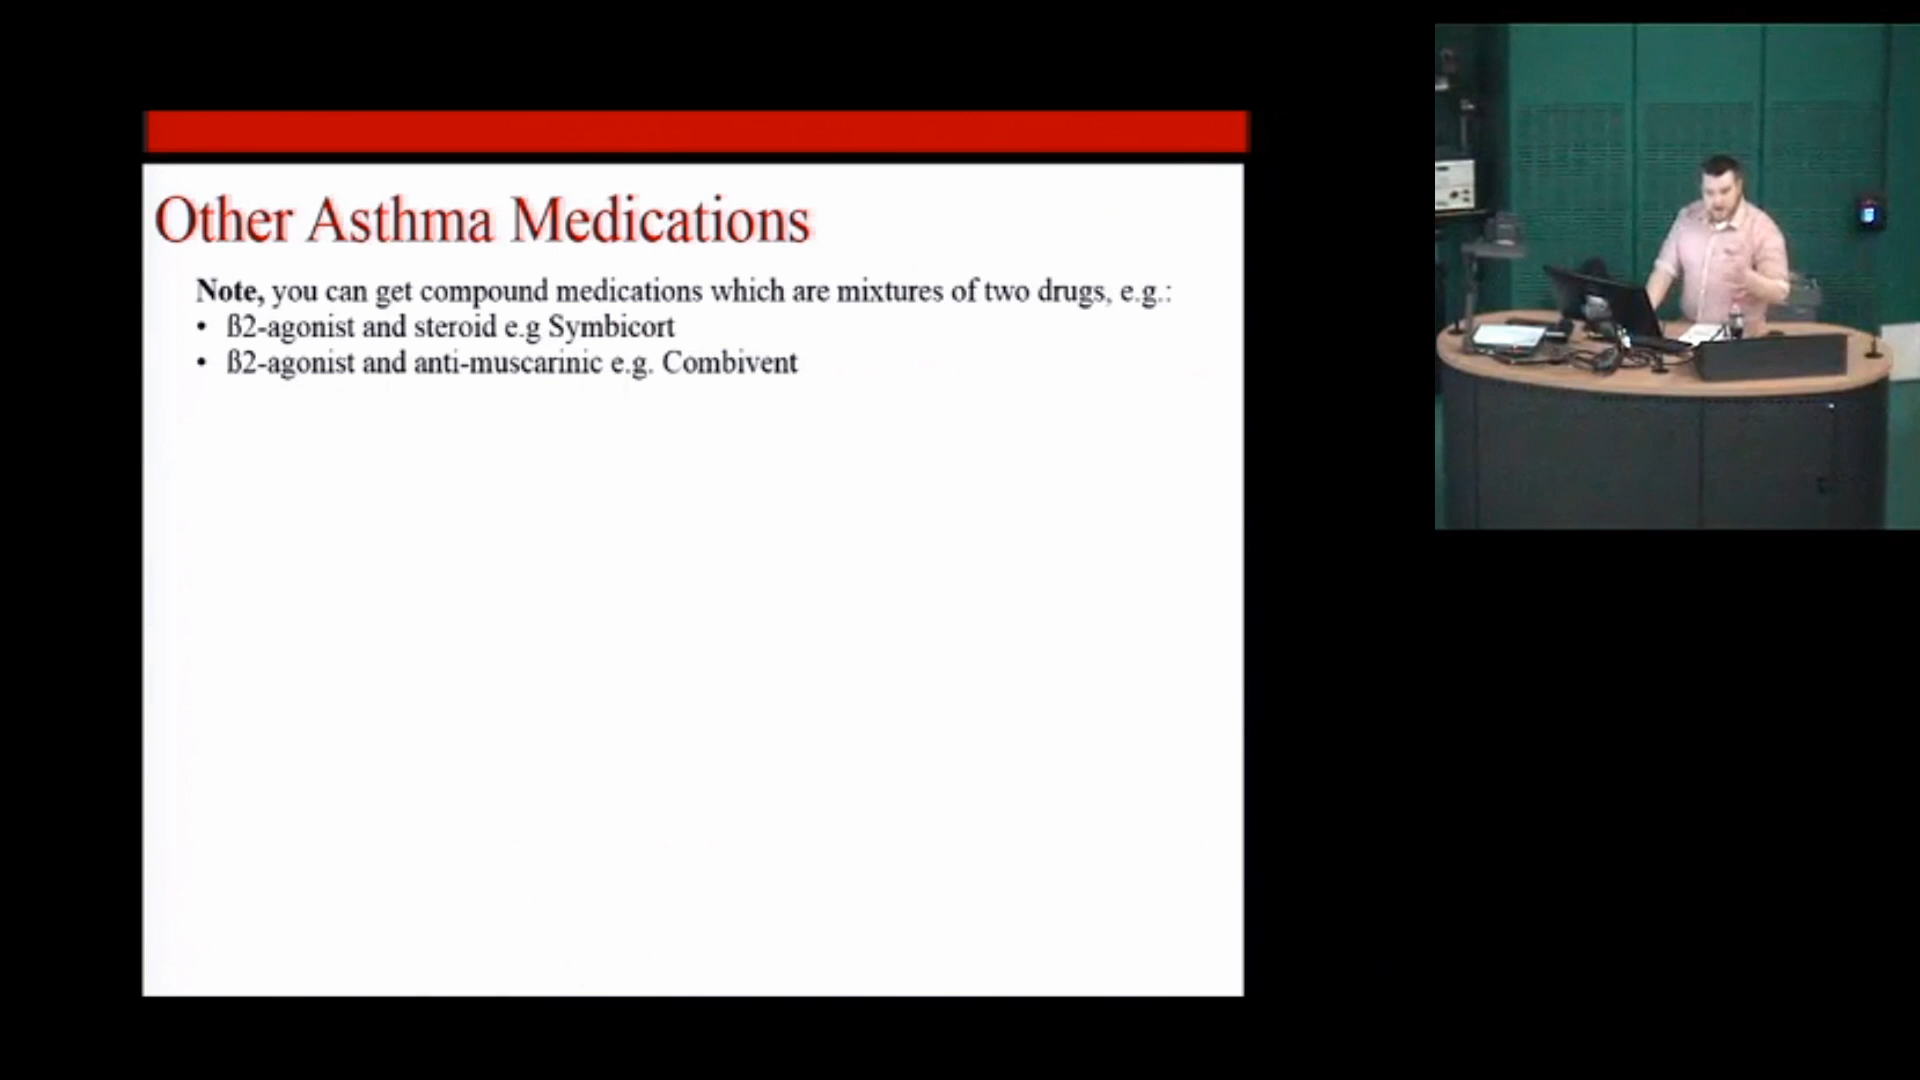 Other Asthma Medications
Note, you can get compound medications which are mixtures of two drugs, e.g.:
• ß2-agonist and steroid e.g Symbicort
• ß2-agonist and anti-muscarinic e.g. Combivent